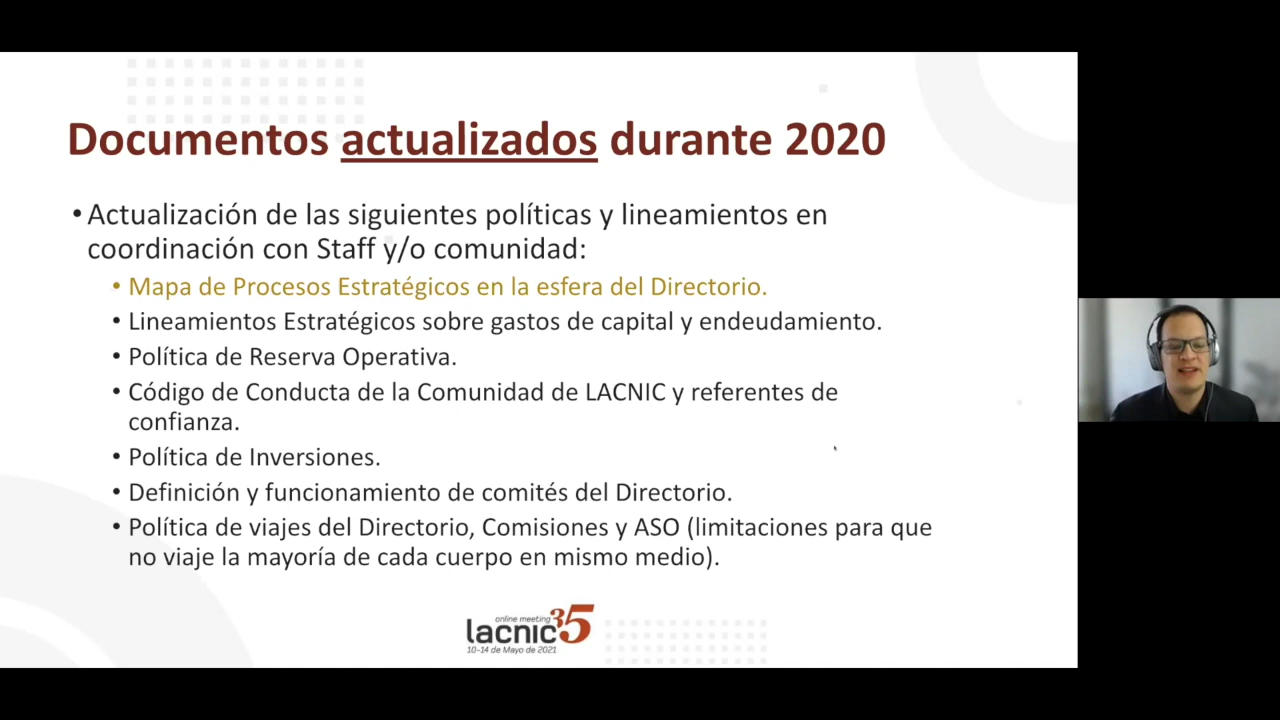 Documentos actualizados durante 2020
• Actualización de las siguientes políticas y lineamientos en
coordinación con Staff y/o comunidad:
• Mapa de Procesos Estratégicos en la esfera del Directorio.
• Lineamientos Estratégicos sobre gastos de capital y endeudamiento.
• Política de Reserva Operativa.
• Código de Conducta de la Comunidad de LACNIC y referentes de
confianza.
• Política de Inversiones.
• Definición y funcionamiento de comités del Directorio.
• Política de viajes del Directorio, Comisiones y ASO (limitaciones para que
no viaje la mayoría de cada cuerpo en mismo medio).
online meeting
lacnic35
10-14 de Mayo de 2021